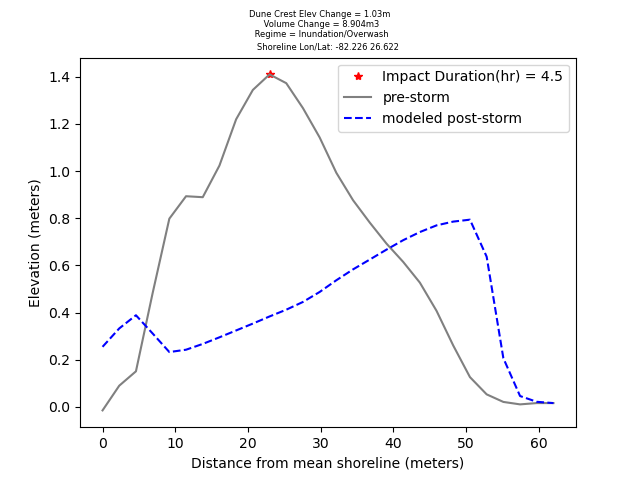 Dune Crest Elev Change = 1.03m
Volume Change = 8.904m3
Regime = Inundation/Overwash
Shoreline Lon/Lat: -82.226 26.622
Impact Duration(hr) = 4.5
pre-storm
modeled post-storm
1.4
1.2
1.0
0.8
0.6
0.4
0.2
0.0
Elevation (meters)
0 10 20 30 40 50 60
Distance from mean shoreline (meters)